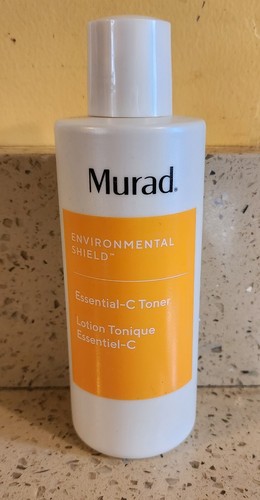 Murad.
ENVIRONMENTAL
SHIELD™
Essential-C Toner
Lotion Tonique
Essentiel-C